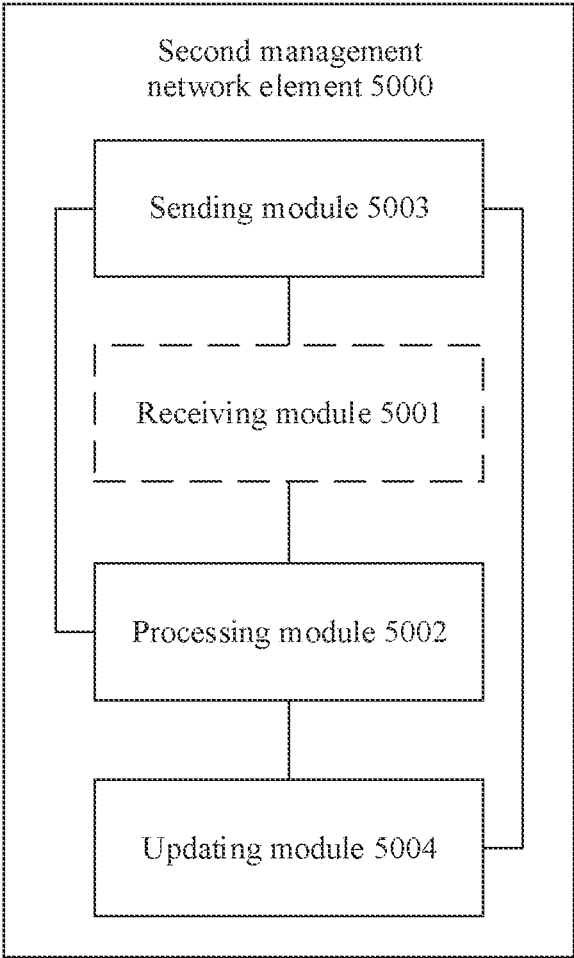 Second management
network element 5000
Sending module 5003
Receiving module 5001
Processing module 5002
Updating module 5004